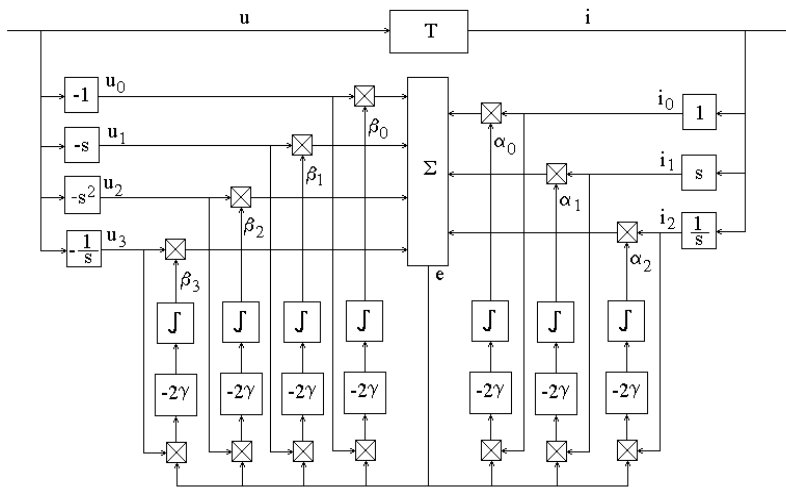 u T i
-1 u₀ β₀ Σ α₀ i₀ 1
-s u₁ β₁ α₁ i₁ s
-s² u₂ β₂ α₂ i₂ 1/s
-1/s u₃ β₃ e
∫ ∫ ∫ ∫ ∫ ∫ ∫
-2γ -2γ -2γ -2γ -2γ -2γ -2γ